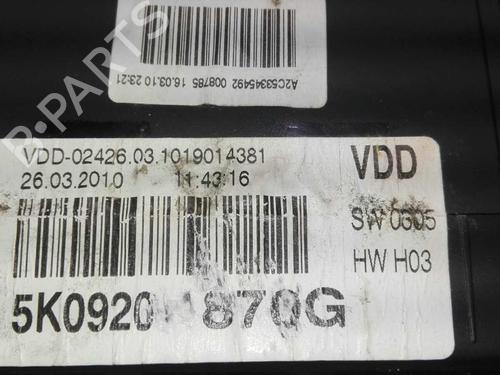 A2C53345492 008785 16.03.10 23:21
B-PARTS
VDD-02426.03.1019014381
26.03.2010 11:43:16
VDD
SW 0605
HW H03
5K0920 870G